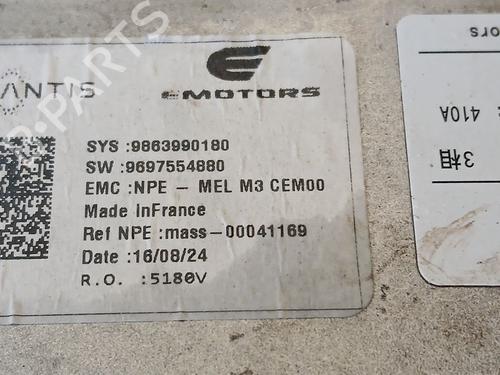 ANTIS
EMOTORS
SYS :9863990180
SW :9697554880
EMC :NPE - MEL M3 CEM00
Made InFrance
Ref NPE :mass-00041169
Date :16/08/24
R.O. :5180V
ors
410A
3相